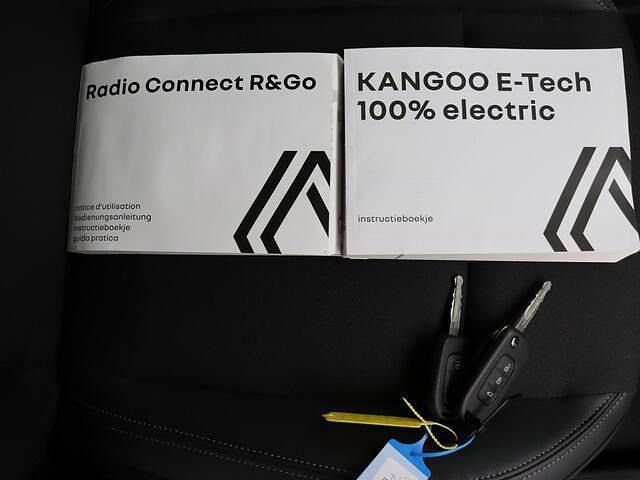 Radio Connect R&Go
notice d'utilisation
bedienungsanleitung
instructieboekje
guida pratica
KANGOO E-Tech
100% electric
instructieboekje